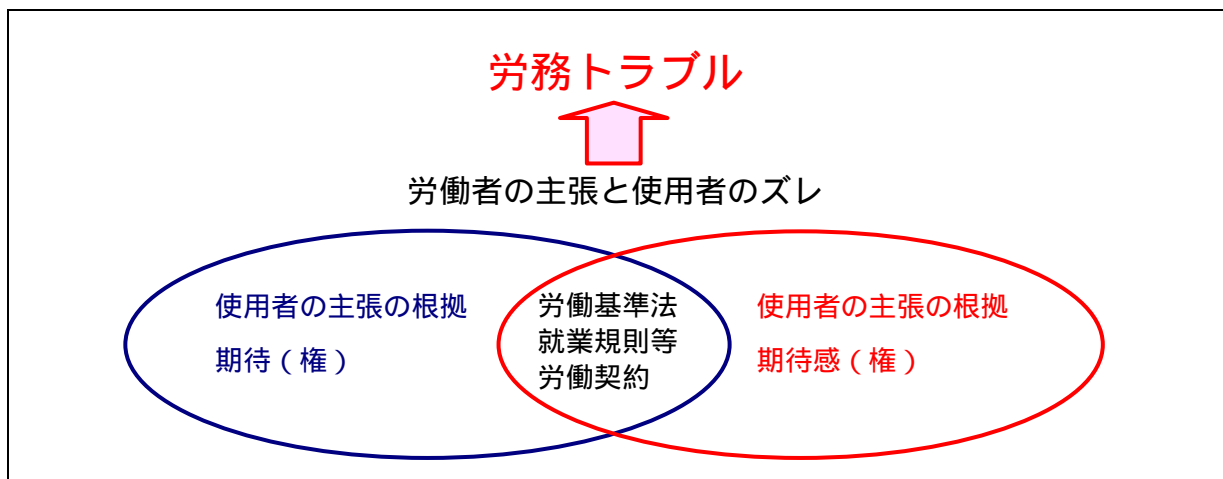 労務トラブル
労働者の主張と使用者のズレ
使用者の主張の根拠
期待（権）
労働基準法
就業規則等
労働契約
使用者の主張の根拠
期待感（権）